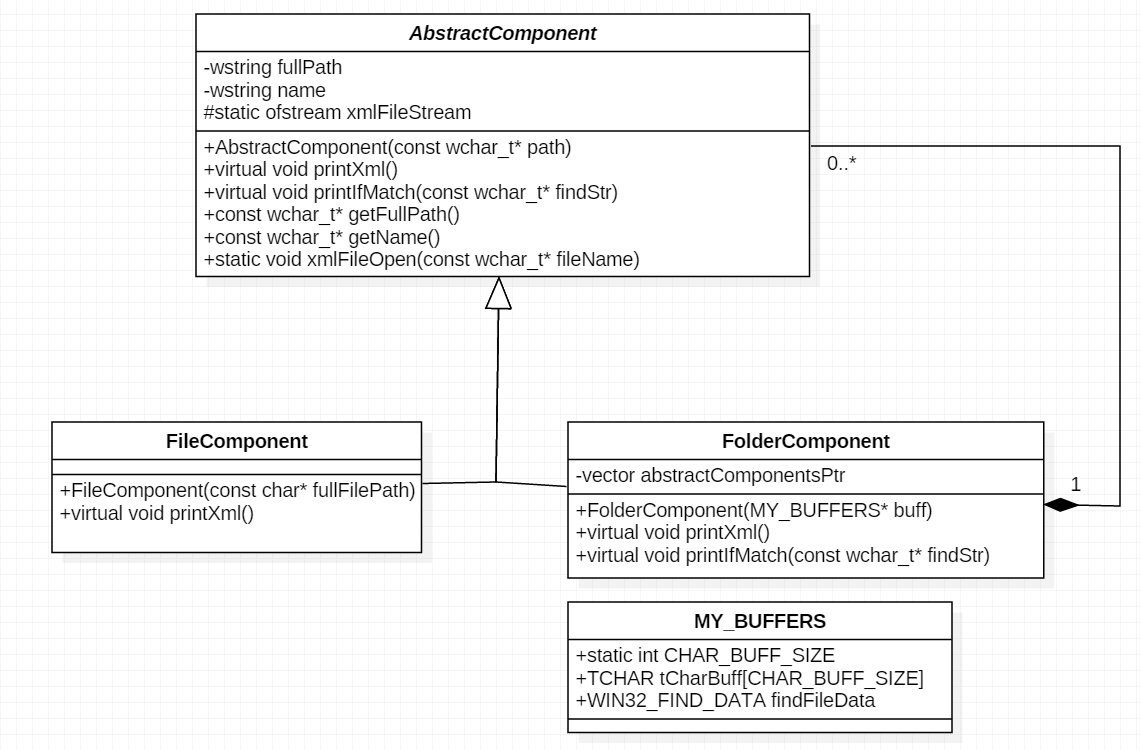 AbstractComponent
-wstring fullPath
-wstring name
#static ofstream xmlFileStream
+AbstractComponent(const wchar_t* path)
+virtual void printXml()
+virtual void printIfMatch(const wchar_t* findStr)
+const wchar_t* getFullPath()
+const wchar_t* getName()
+static void xmlFileOpen(const wchar_t* fileName)
0..*
FileComponent
+FileComponent(const char* fullFilePath)
+virtual void printXml()
FolderComponent
-vector abstractComponentsPtr
+FolderComponent(MY_BUFFERS* buff)
+virtual void printXml()
+virtual void printIfMatch(const wchar_t* findStr)
1
MY_BUFFERS
+static int CHAR_BUFF_SIZE
+TCHAR tCharBuff[CHAR_BUFF_SIZE]
+WIN32_FIND_DATA findFileData